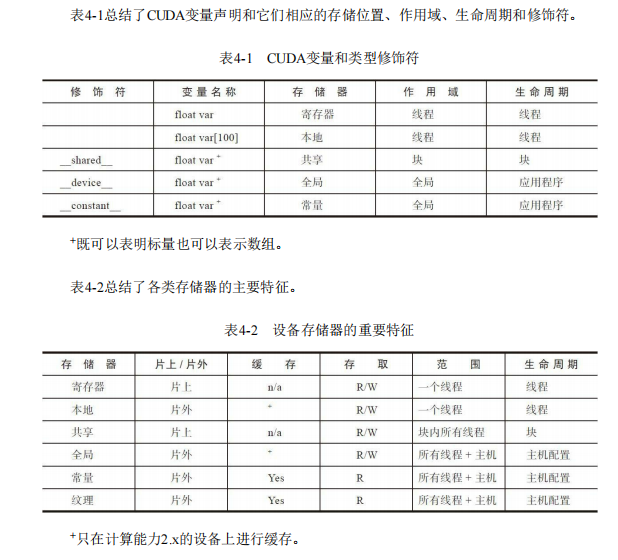 表4-1总结了CUDA变量声明和它们相应的存储位置、作用域、生命周期和修饰符。
表4-1 CUDA变量和类型修饰符
修 饰 符 变量名称 存 储 器 作 用 域 生命周期
float var 寄存器 线程 线程
float var[100] 本地 线程 线程
__shared__ float var + 共享 块 块
__device__ float var + 全局 全局 应用程序
__constant__ float var + 常量 全局 应用程序
+既可以表明标量也可以表示数组。
表4-2总结了各类存储器的主要特征。
表4-2 设备存储器的重要特征
存 储 器 片上/片外 缓 存 存 取 范 围 生命周期
寄存器 片上 n/a R/W 一个线程 线程
本地 片外 + R/W 一个线程 线程
共享 片上 n/a R/W 块内所有线程 块
全局 片外 + R/W 所有线程 + 主机 主机配置
常量 片外 Yes R 所有线程 + 主机 主机配置
纹理 片外 Yes R 所有线程 + 主机 主机配置
+只在计算能力2.x的设备上进行缓存。